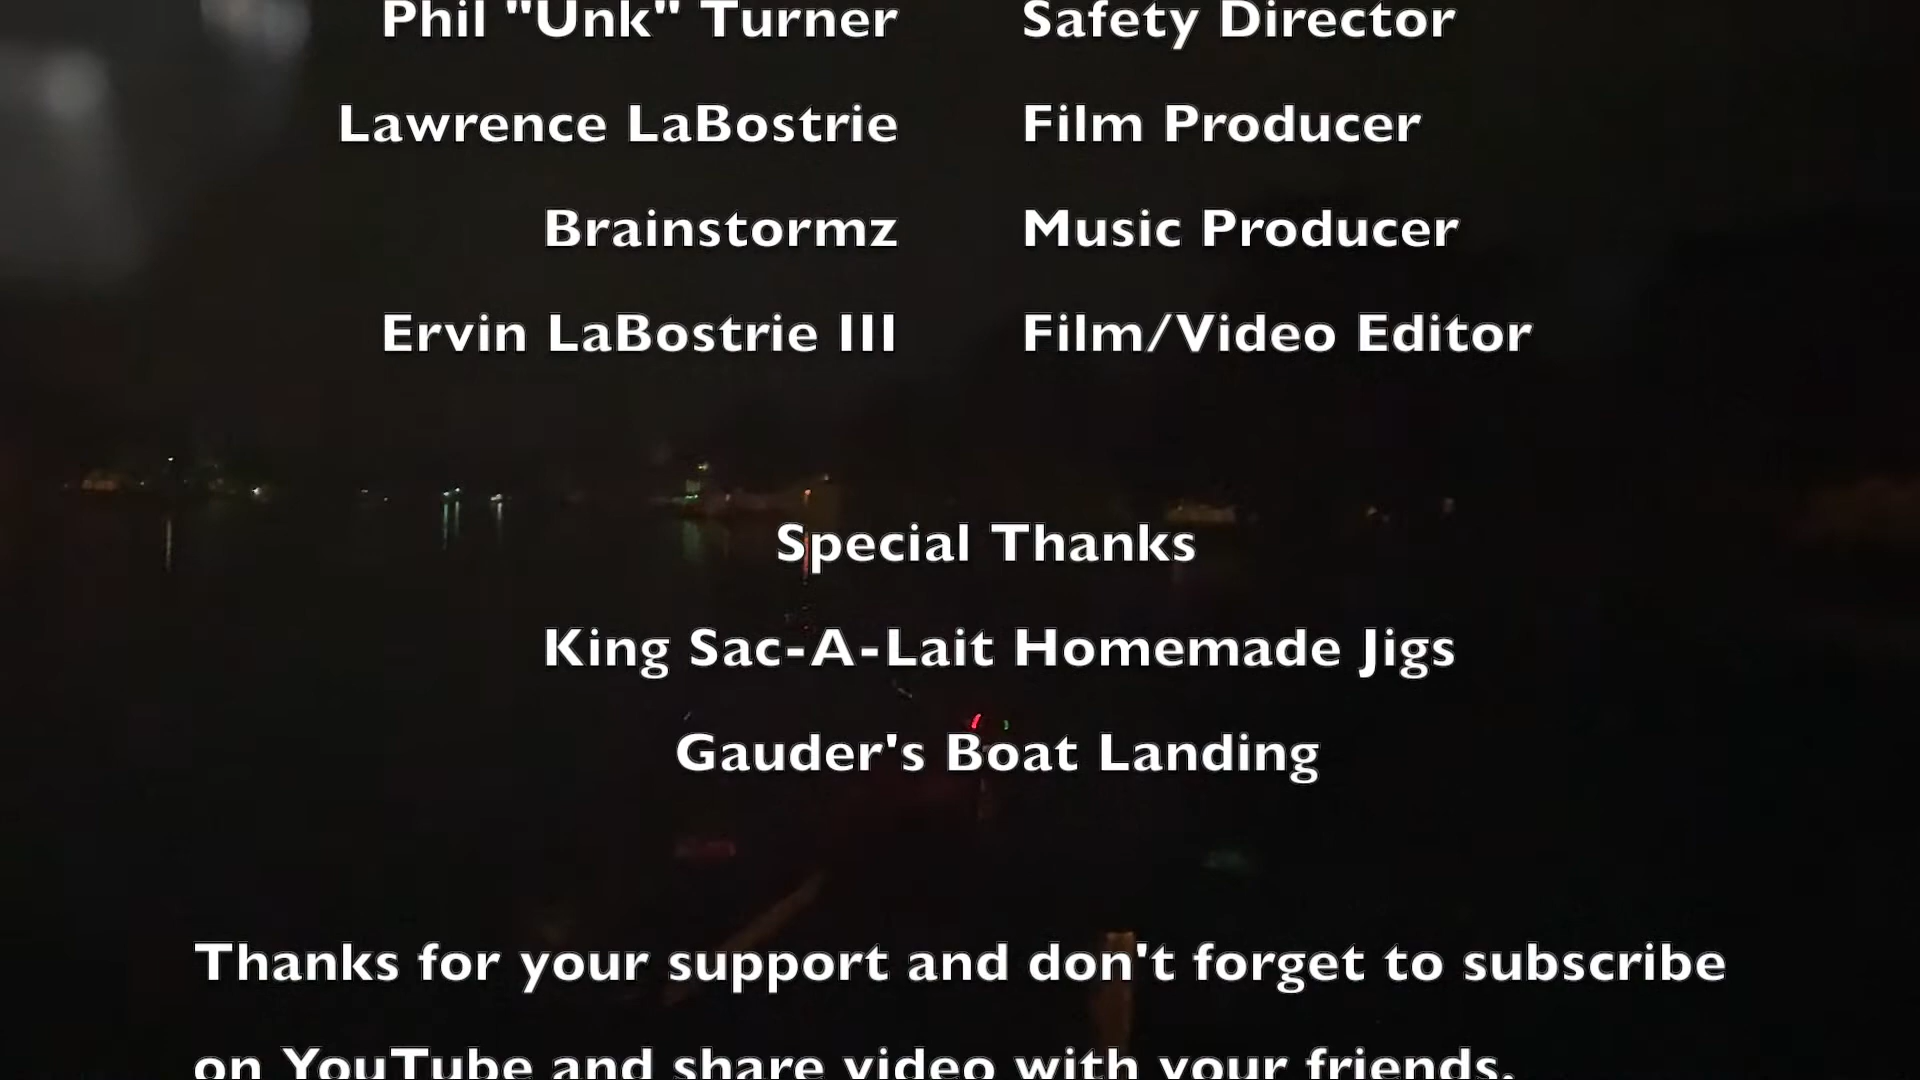 Phil "Unk" Turner Safety Director
Lawrence LaBostrie Film Producer
Brainstormz Music Producer
Ervin LaBostrie III Film/Video Editor
Special Thanks
King Sac-A-Lait Homemade Jigs
Gauder's Boat Landing
Thanks for your support and don't forget to subscribe
on YouTube and share video with your friends.